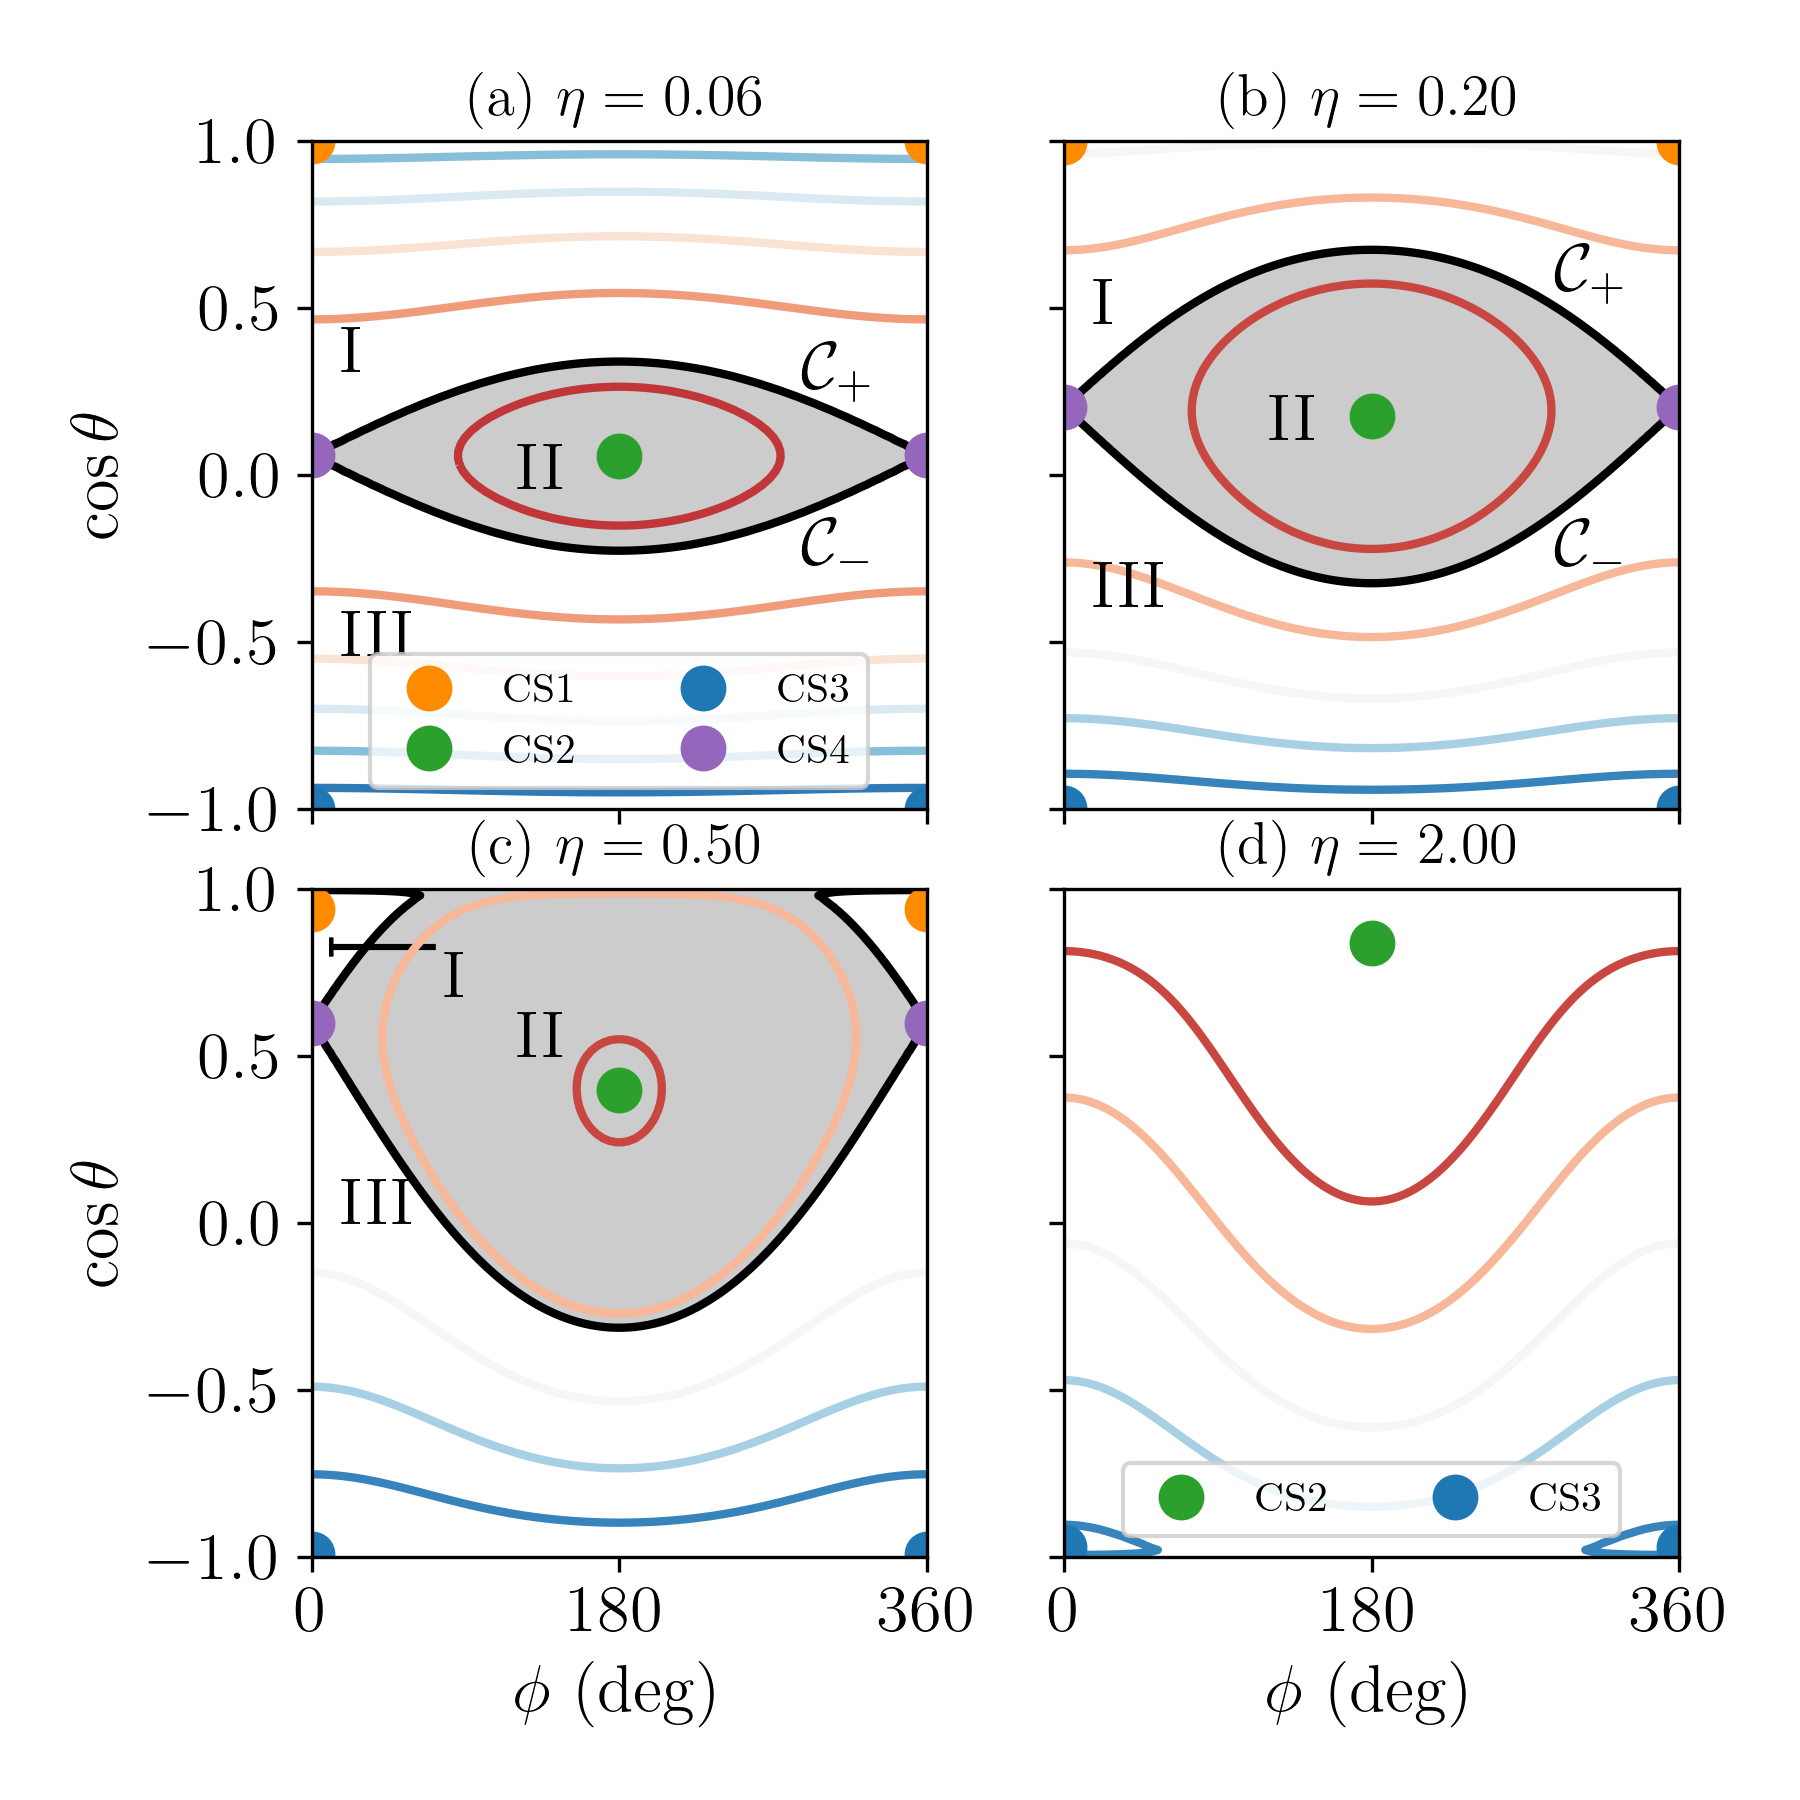 (a) η = 0.06
(b) η = 0.20
1.0
0.5
0.0
−0.5
−1.0
cos θ
I
II
III
𝒞₊
𝒞₋
CS1
CS3
CS2
CS4
I
II
III
𝒞₊
𝒞₋
(c) η = 0.50
(d) η = 2.00
1.0
0.5
0.0
−0.5
−1.0
cos θ
I
II
III
CS2
CS3
0
180
360
0
180
360
ϕ (deg)
ϕ (deg)